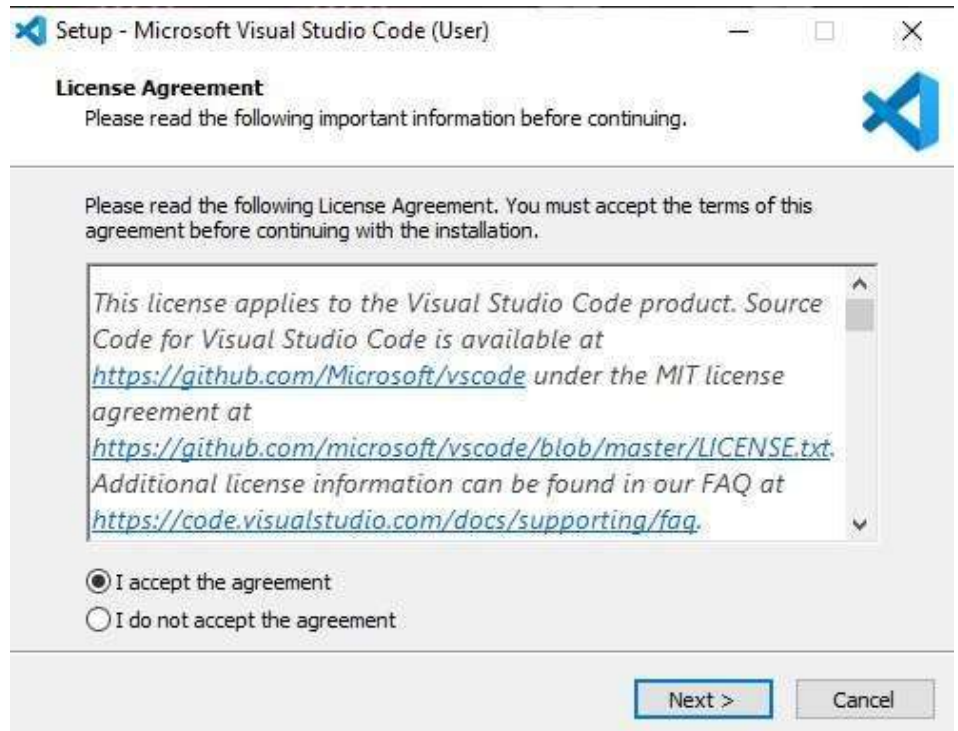 Setup - Microsoft Visual Studio Code (User)
License Agreement
Please read the following important information before continuing.
Please read the following License Agreement. You must accept the terms of this
agreement before continuing with the installation.
This license applies to the Visual Studio Code product. Source
Code for Visual Studio Code is available at
https://github.com/Microsoft/vscode under the MIT license
agreement at
https://github.com/microsoft/vscode/blob/master/LICENSE.txt.
Additional license information can be found in our FAQ at
https://code.visualstudio.com/docs/supporting/faq.
I accept the agreement
I do not accept the agreement
Next >
Cancel